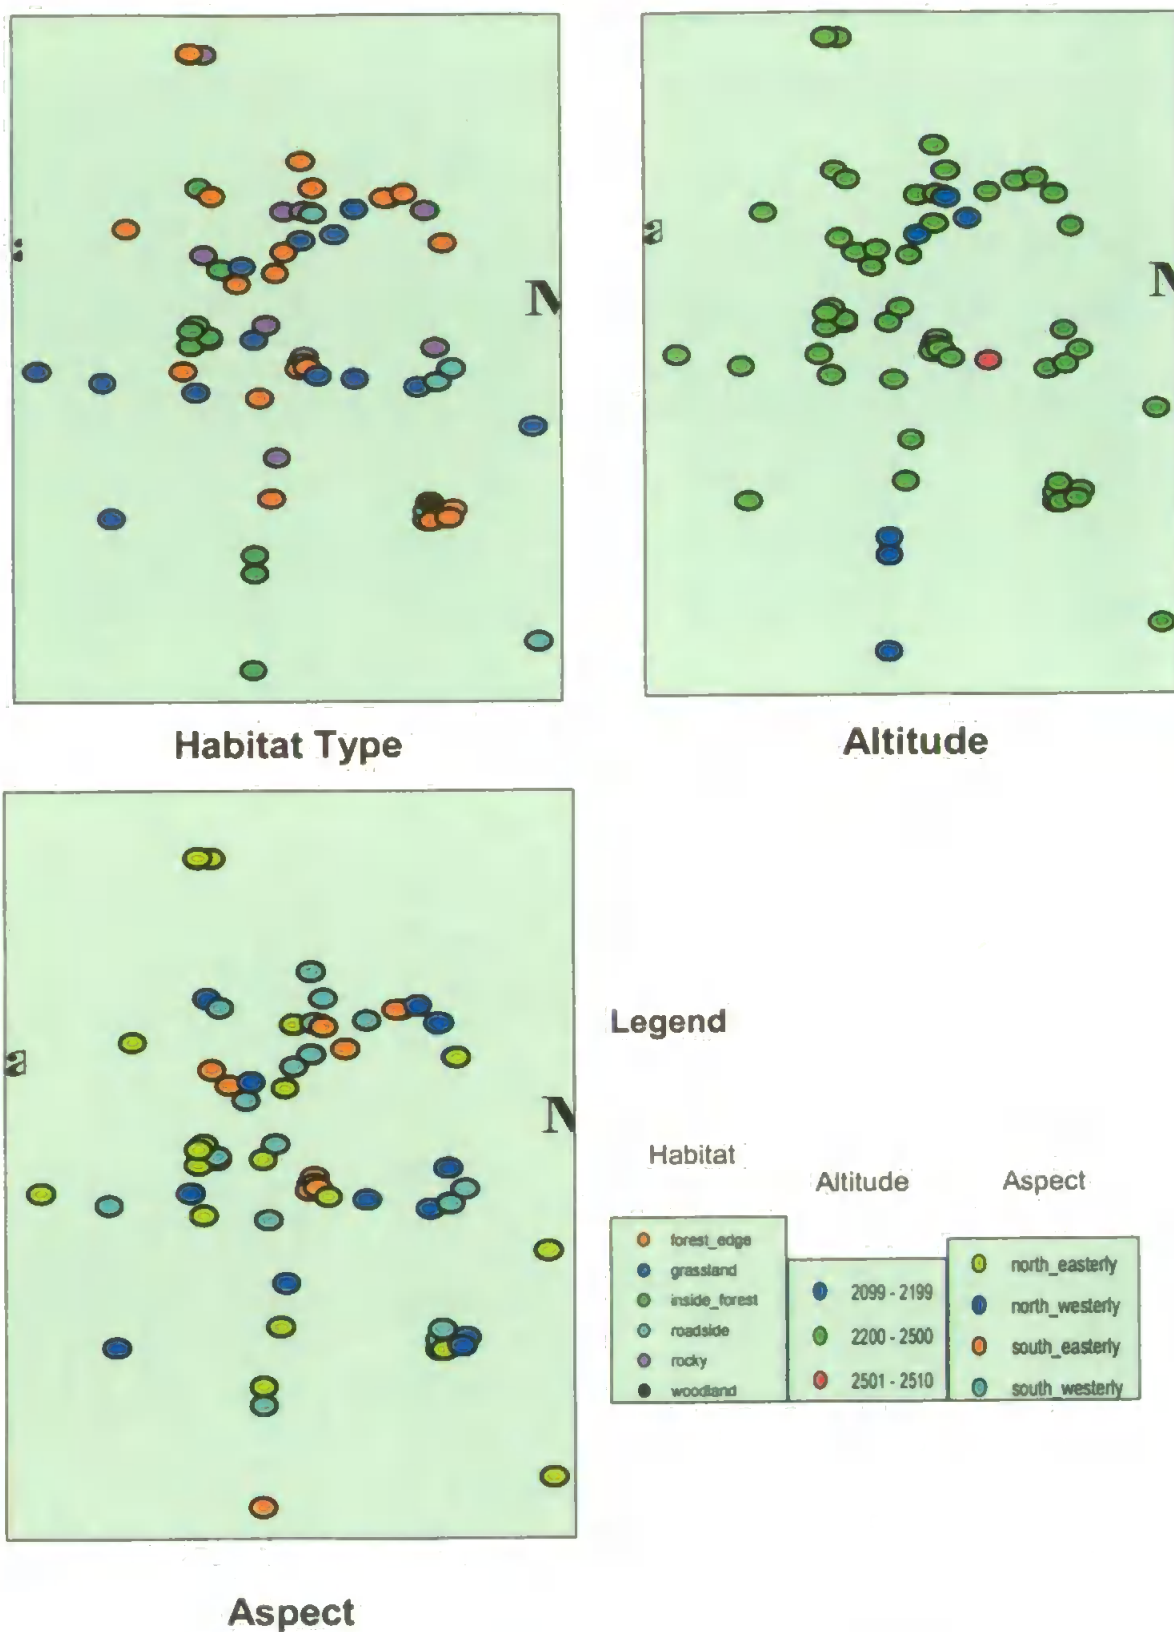 M
M
Habitat Type
Altitude
M
Legend
Habitat
Altitude
Aspect
forest_edge
grassland
inside_forest
roadside
rocky
woodland
2099 - 2199
2200 - 2500
2501 - 2510
north_easterly
north_westerly
south_easterly
south_westerly
Aspect